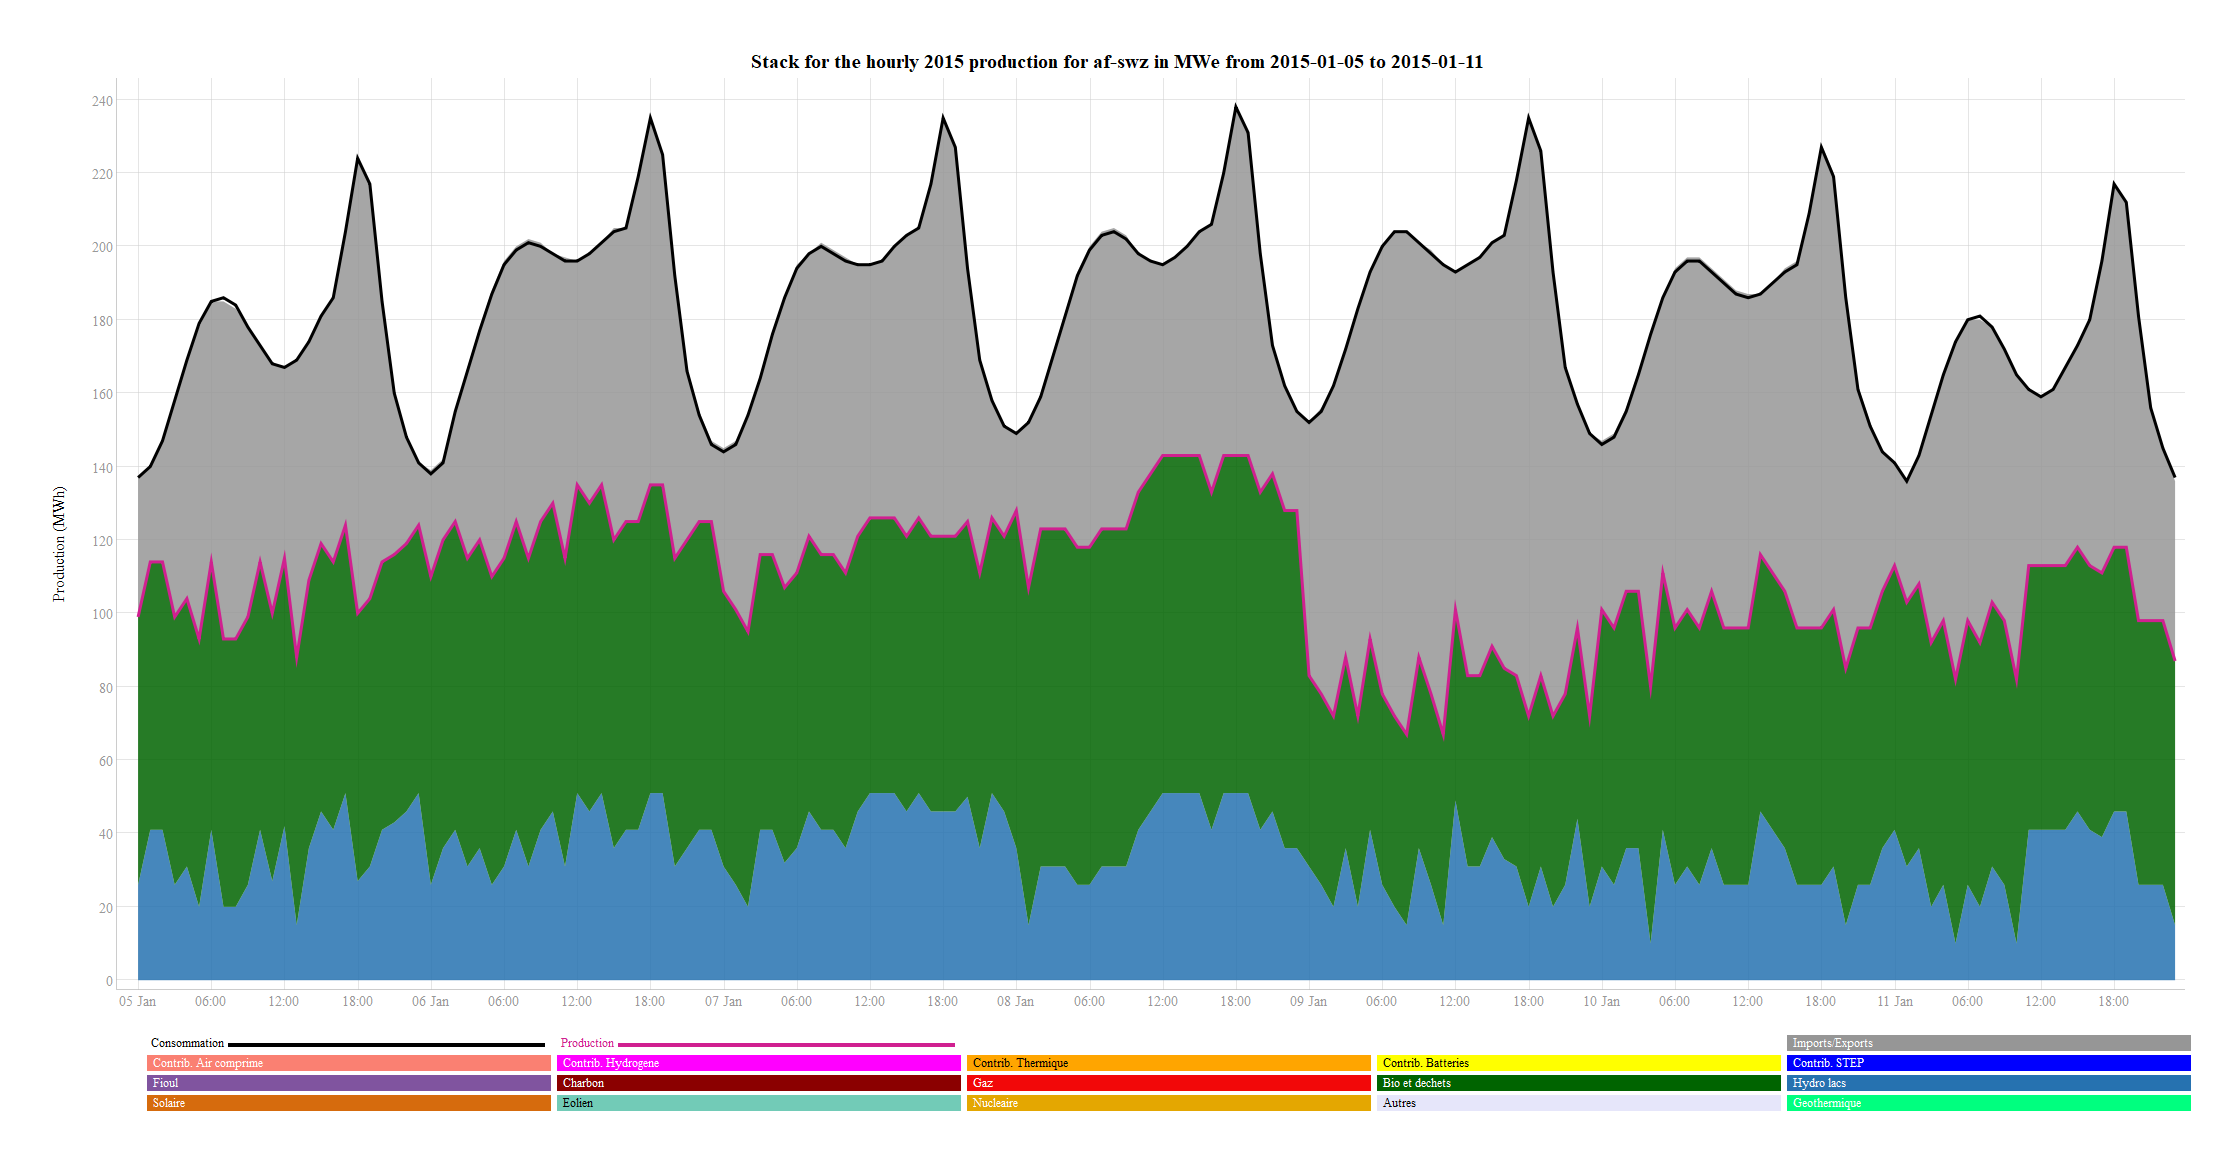 Stack for the hourly 2015 production for af-swz in MWe from 2015-01-05 to 2015-01-11
240
220
200
180
160
140
120
100
80
60
40
20
0
Production (MWh)
05 Jan 06:00 12:00 18:00 06 Jan 06:00 12:00 18:00 07 Jan 06:00 12:00 18:00 08 Jan 06:00 12:00 18:00 09 Jan 06:00 12:00 18:00 10 Jan 06:00 12:00 18:00 11 Jan 06:00 12:00 18:00
Consommation Production Imports/Exports
Contrib. Air comprime Contrib. Hydrogene Contrib. Thermique Contrib. Batteries Contrib. STEP
Fioul Charbon Gaz Bio et dechets Hydro lacs
Solaire Eolien Nucleaire Autres Geothermique